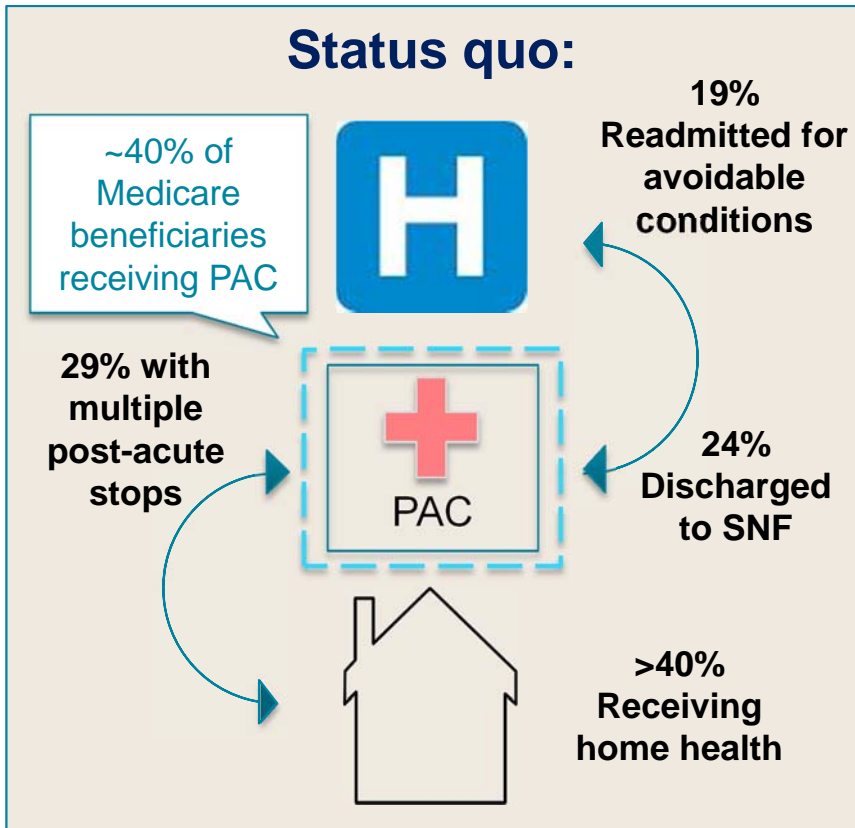 Status quo:
~40% of
Medicare
beneficiaries
receiving PAC
H
19%
Readmitted for
avoidable
conditions
29% with
multiple
post-acute
stops
PAC
24%
Discharged
to SNF
>40%
Receiving
home health